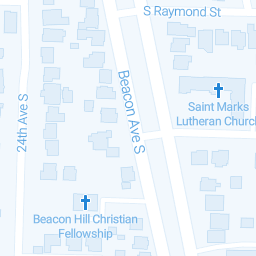 S Raymond St
Beacon Ave S
24th Ave S
Saint Marks
Lutheran Church
Beacon Hill Christian
Fellowship